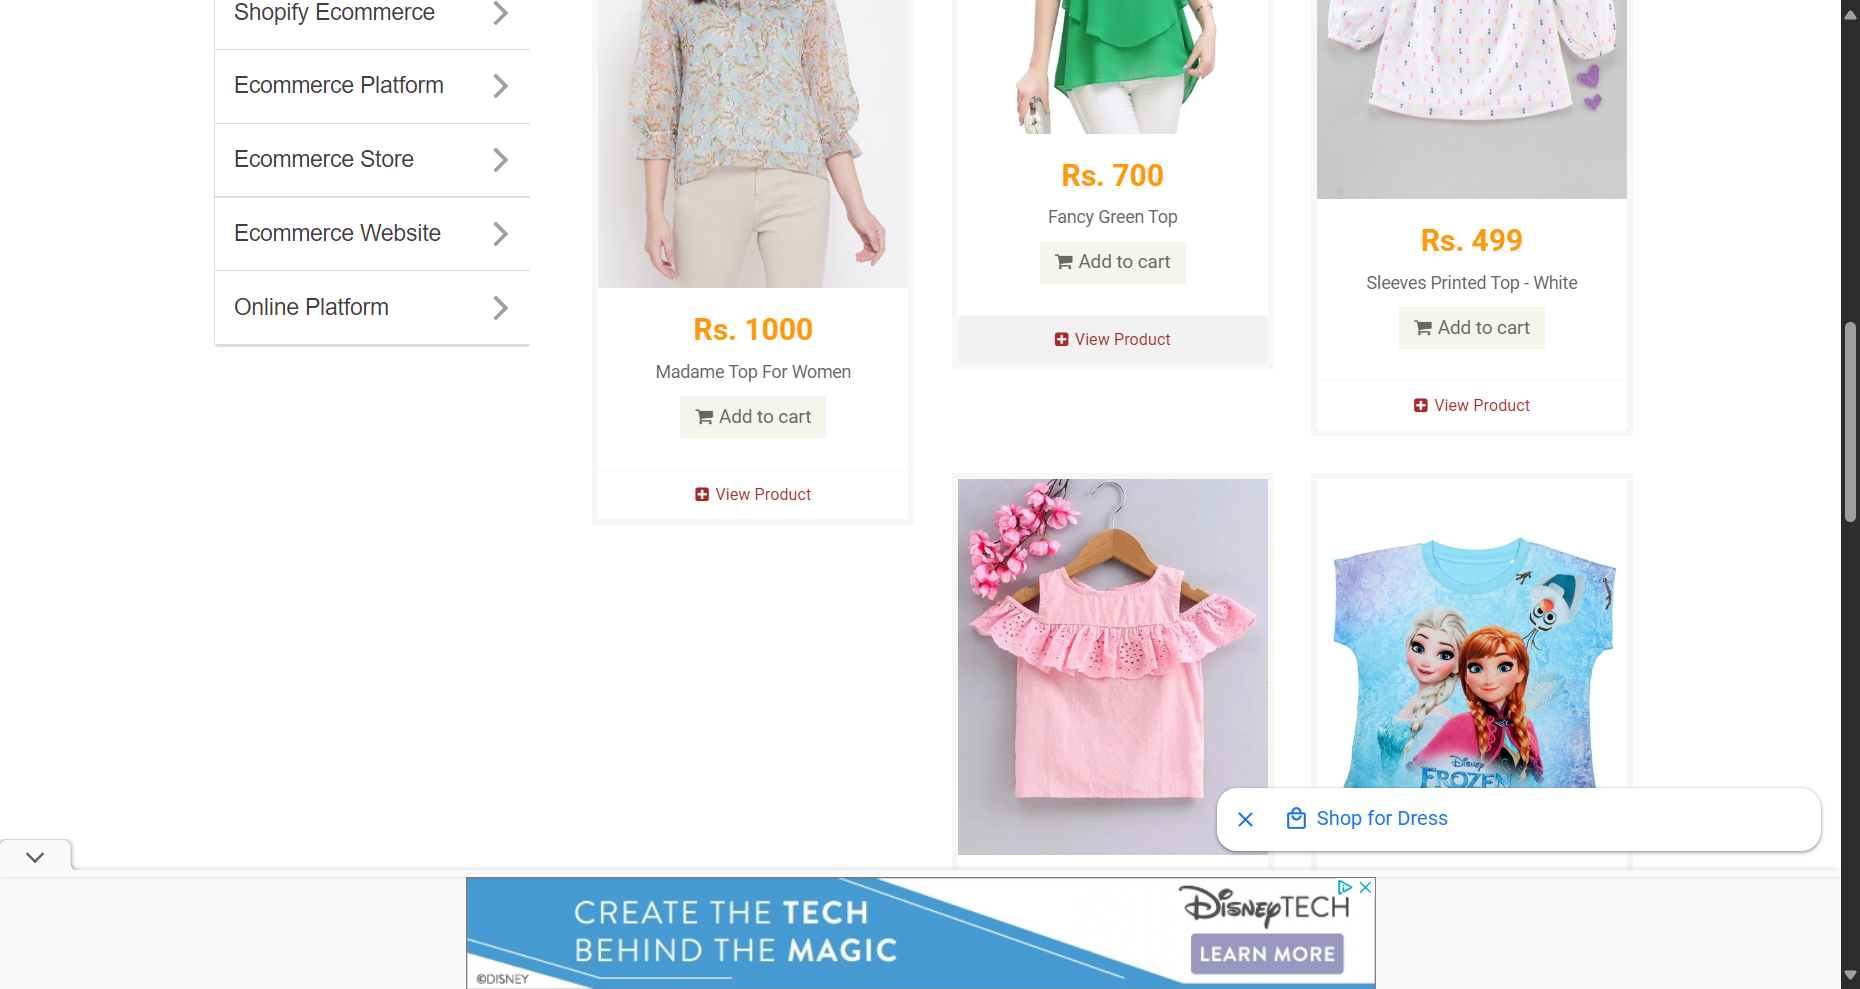 Shopify Ecommerce
Ecommerce Platform
Ecommerce Store
Ecommerce Website
Online Platform
Rs. 1000
Madame Top For Women
Add to cart
View Product
Rs. 700
Fancy Green Top
Add to cart
View Product
Rs. 499
Sleeves Printed Top - White
Add to cart
View Product
Disney
FROZEN
Shop for Dress
CREATE THE TECH
BEHIND THE MAGIC
©DISNEY
DISNEYTECH
LEARN MORE